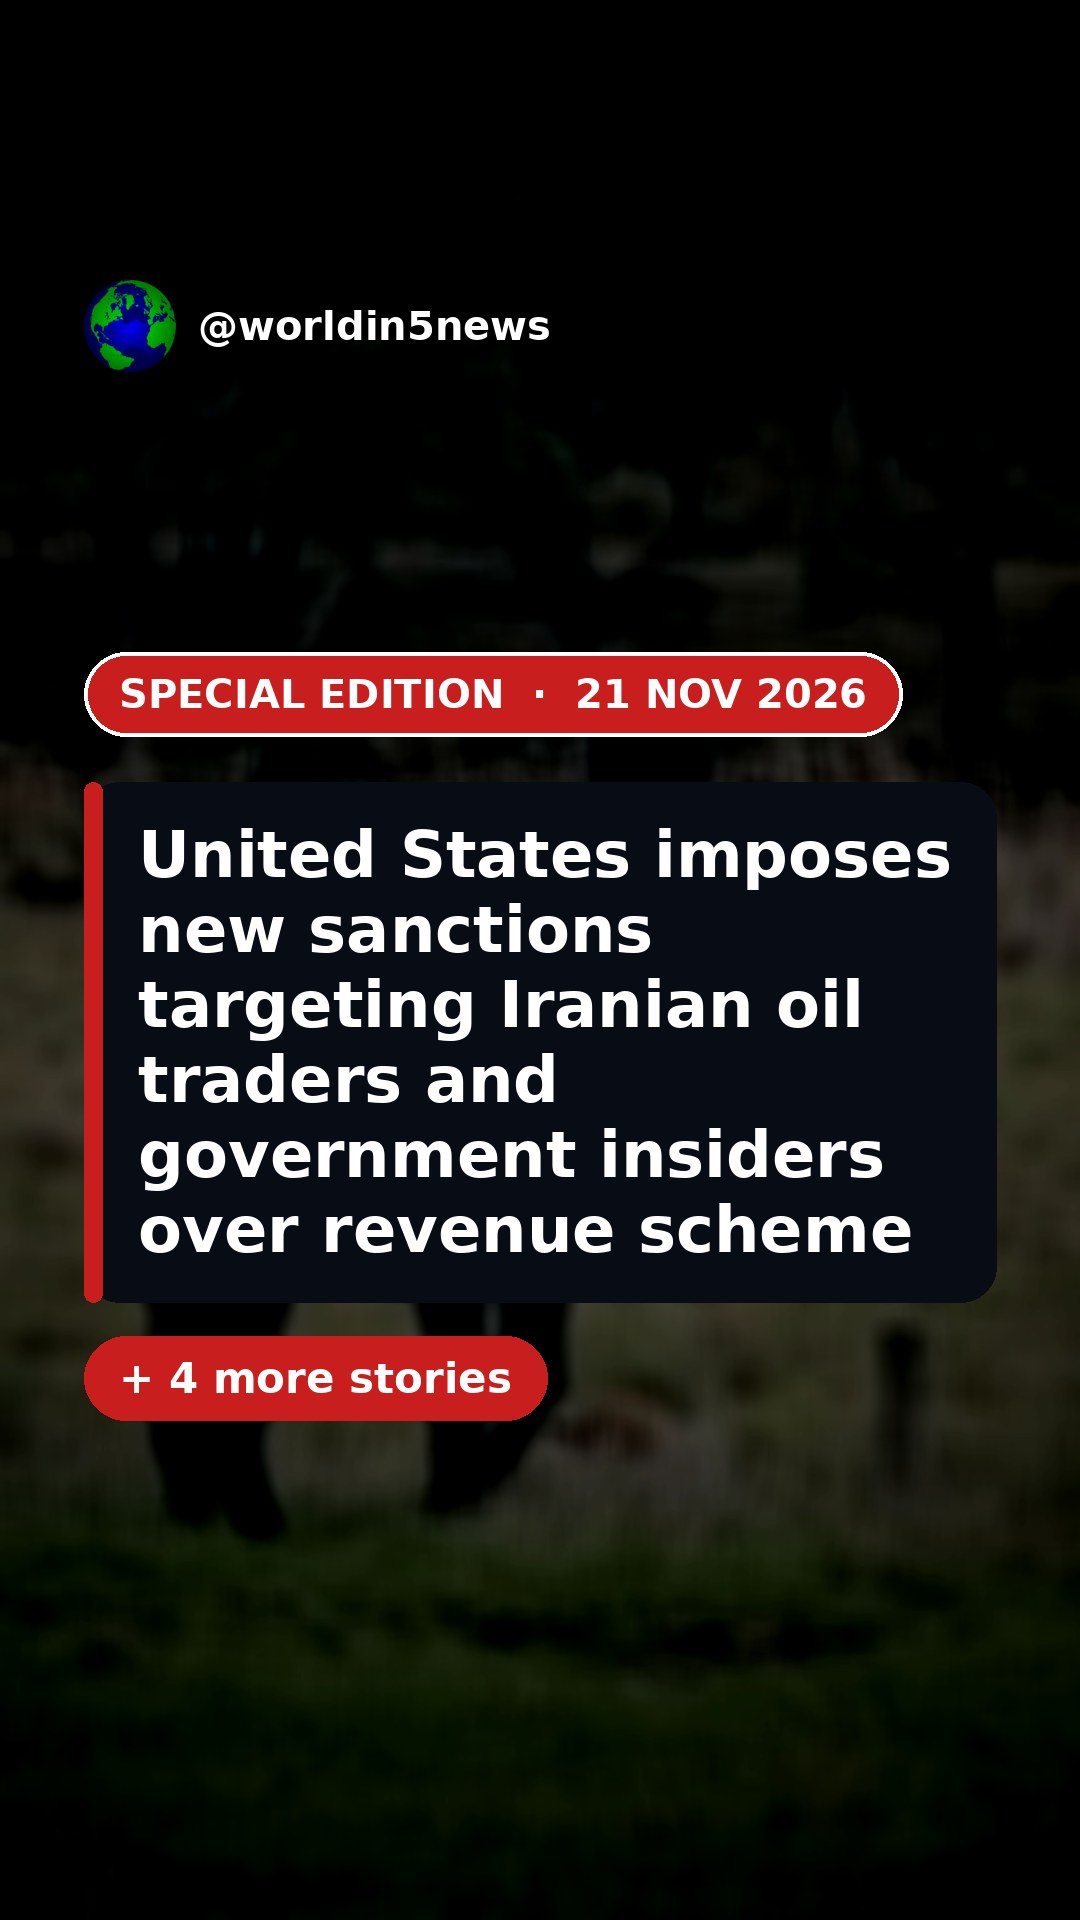 @worldin5news
SPECIAL EDITION · 21 NOV 2026
United States imposes
new sanctions
targeting Iranian oil
traders and
government insiders
over revenue scheme
+ 4 more stories